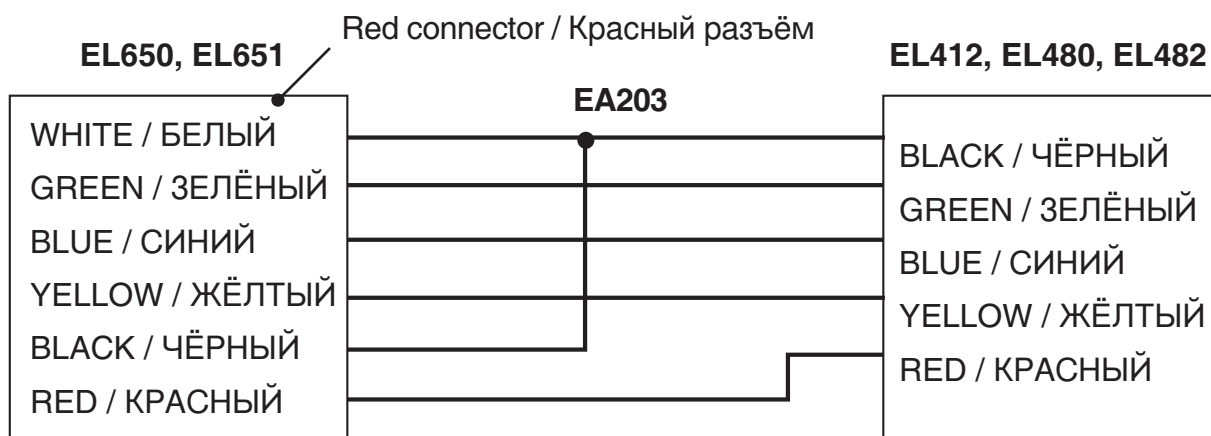 Red connector / Красный разъём
EL650, EL651
EL412, EL480, EL482
EA203
WHITE / БЕЛЫЙ
GREEN / ЗЕЛЁНЫЙ
BLUE / СИНИЙ
YELLOW / ЖЁЛТЫЙ
BLACK / ЧЁРНЫЙ
RED / КРАСНЫЙ
BLACK / ЧЁРНЫЙ
GREEN / ЗЕЛЁНЫЙ
BLUE / СИНИЙ
YELLOW / ЖЁЛТЫЙ
RED / КРАСНЫЙ